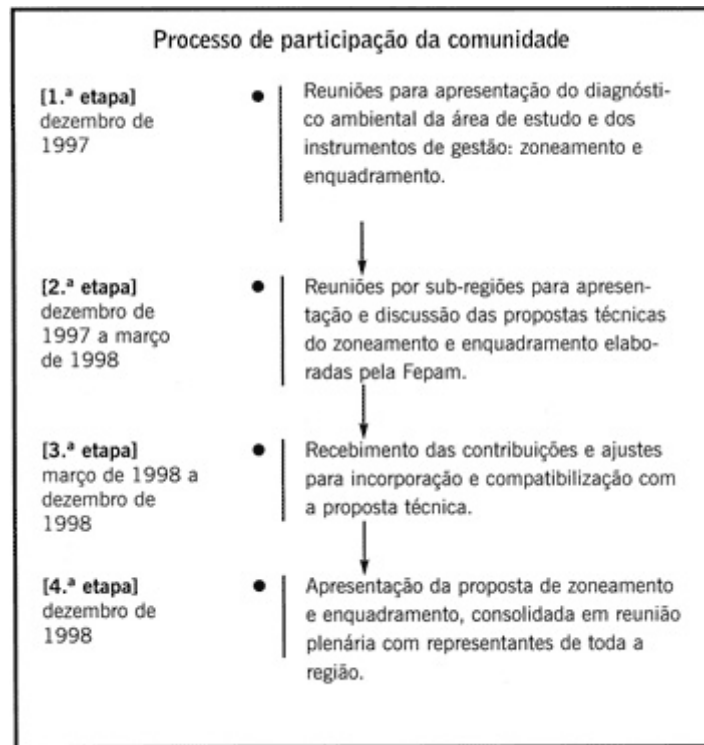 Processo de participação da comunidade
[1.ª etapa]
dezembro de
1997
Reuniões para apresentação do diagnósti-
co ambiental da área de estudo e dos
instrumentos de gestão: zoneamento e
enquadramento.
[2.ª etapa]
dezembro de
1997 a março
de 1998
Reuniões por sub-regiões para apresen-
tação e discussão das propostas técnicas
do zoneamento e enquadramento elabo-
radas pela Fepam.
[3.ª etapa]
março de 1998 a
dezembro de
1998
Recebimento das contribuições e ajustes
para incorporação e compatibilização com
a proposta técnica.
[4.ª etapa]
dezembro de
1998
Apresentação da proposta de zoneamento
e enquadramento, consolidada em reunião
plenária com representantes de toda a
região.